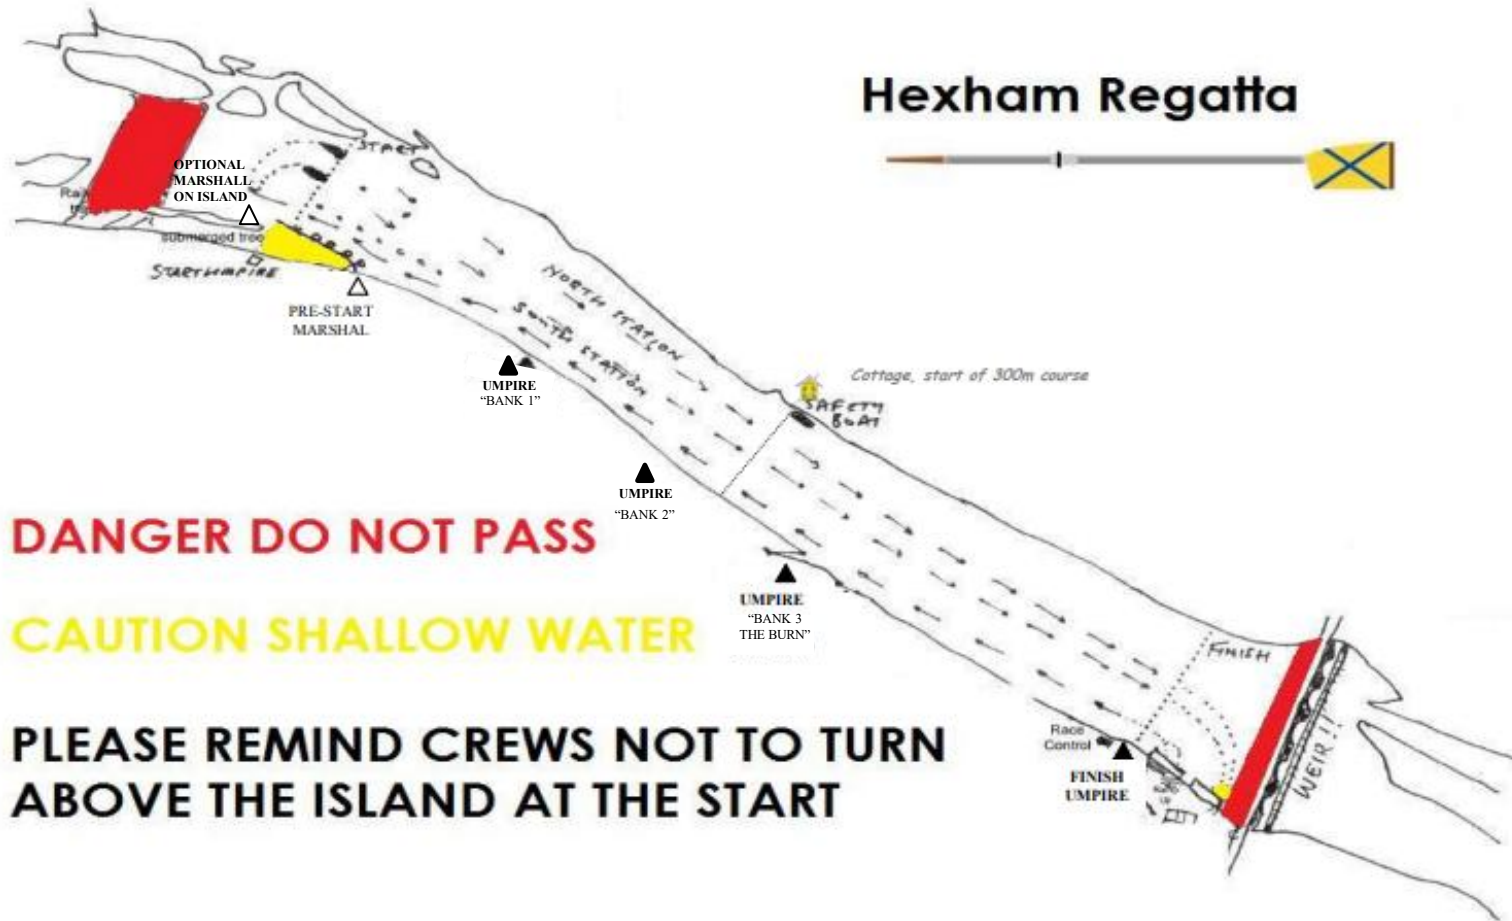 Hexham Regatta
START
OPTIONAL
MARSHALL
ON ISLAND
submerged tree
START UMPIRE
PRE-START
MARSHAL
NORTH STATION
SOUTH STATION
UMPIRE
“BANK 1”
Cottage, start of 300m course
SAFETY
BOAT
UMPIRE
“BANK 2”
DANGER DO NOT PASS
UMPIRE
“BANK 3
THE BURN”
CAUTION SHALLOW WATER
FINISH
WEIR!!
Race
Control
FINISH
UMPIRE
PLEASE REMIND CREWS NOT TO TURN
ABOVE THE ISLAND AT THE START